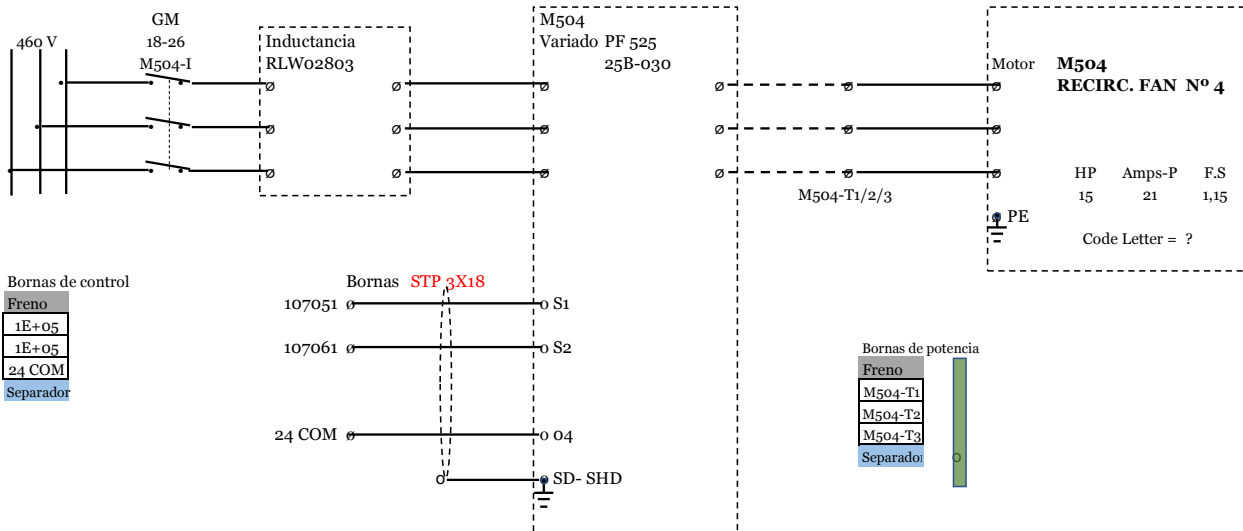 460 V
GM
18-26
M504-I
Inductancia
RLW02803
M504
Variado PF 525
25B-030
Motor M504
RECIRC. FAN Nº 4
M504-T1/2/3
HP Amps-P F.S
15 21 1,15
PE
Code Letter = ?
Bornas de control
Freno
1E+05
1E+05
24 COM
Separador
Bornas STP 3X18
107051 S1
107061 S2
24 COM 04
SD- SHD
Bornas de potencia
Freno
M504-T1
M504-T2
M504-T3
Separador